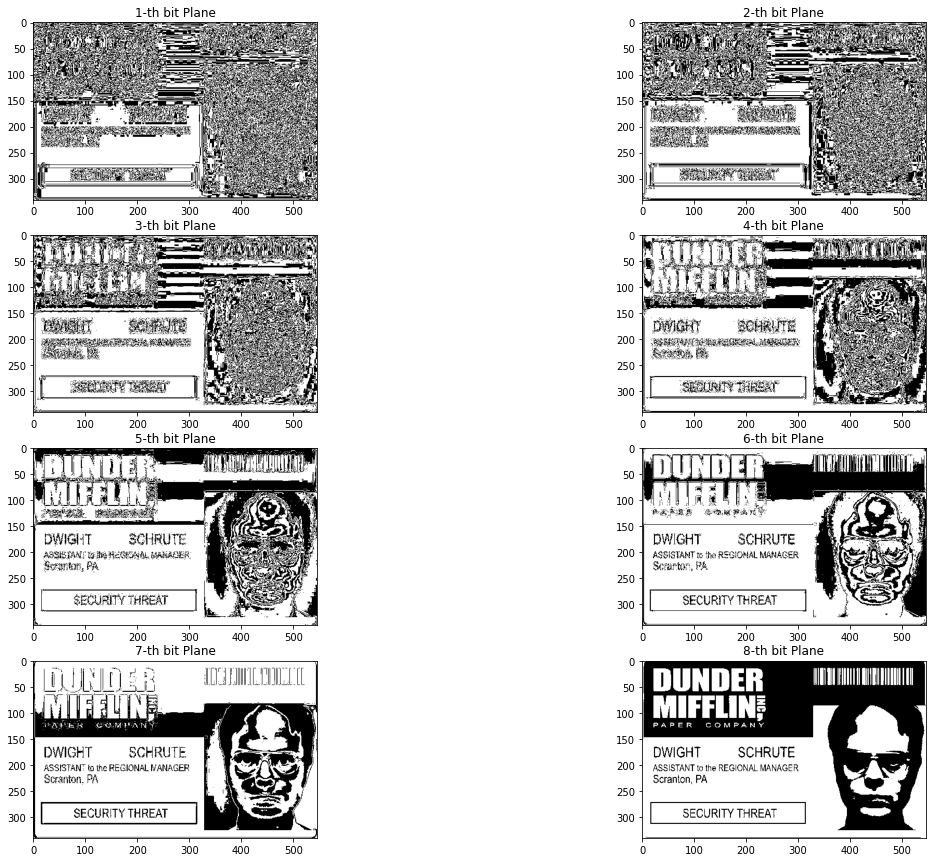 1-th bit Plane
SECURITY THREAT
2-th bit Plane
DWIGHT SCHRUTE
SECURITY THREAT
3-th bit Plane
DUNDER
MIFFLIN
DWIGHT SCHRUTE
ASSISTANT to the REGIONAL MANAGER
Scranton, PA
SECURITY THREAT
4-th bit Plane
DUNDER
MIFFLIN
DWIGHT SCHRUTE
ASSISTANT to the REGIONAL MANAGER
Scranton, PA
SECURITY THREAT
5-th bit Plane
DUNDER
MIFFLIN
PAPER COMPANY
DWIGHT SCHRUTE
ASSISTANT to the REGIONAL MANAGER
Scranton, PA
SECURITY THREAT
6-th bit Plane
DUNDER
MIFFLIN, INC
PAPER COMPANY
DWIGHT SCHRUTE
ASSISTANT to the REGIONAL MANAGER
Scranton, PA
SECURITY THREAT
7-th bit Plane
DUNDER
MIFFLIN, INC
PAPER COMPANY
DWIGHT SCHRUTE
ASSISTANT to the REGIONAL MANAGER
Scranton, PA
SECURITY THREAT
8-th bit Plane
DUNDER
MIFFLIN, INC
PAPER COMPANY
DWIGHT SCHRUTE
ASSISTANT to the REGIONAL MANAGER
Scranton, PA
SECURITY THREAT
0 50 100 150 200 250 300
0 100 200 300 400 500
0 50 100 150 200 250 300
0 100 200 300 400 500
0 50 100 150 200 250 300
0 100 200 300 400 500
0 50 100 150 200 250 300
0 100 200 300 400 500
0 50 100 150 200 250 300
0 100 200 300 400 500
0 50 100 150 200 250 300
0 100 200 300 400 500
0 50 100 150 200 250 300
0 100 200 300 400 500
0 50 100 150 200 250 300
0 100 200 300 400 500